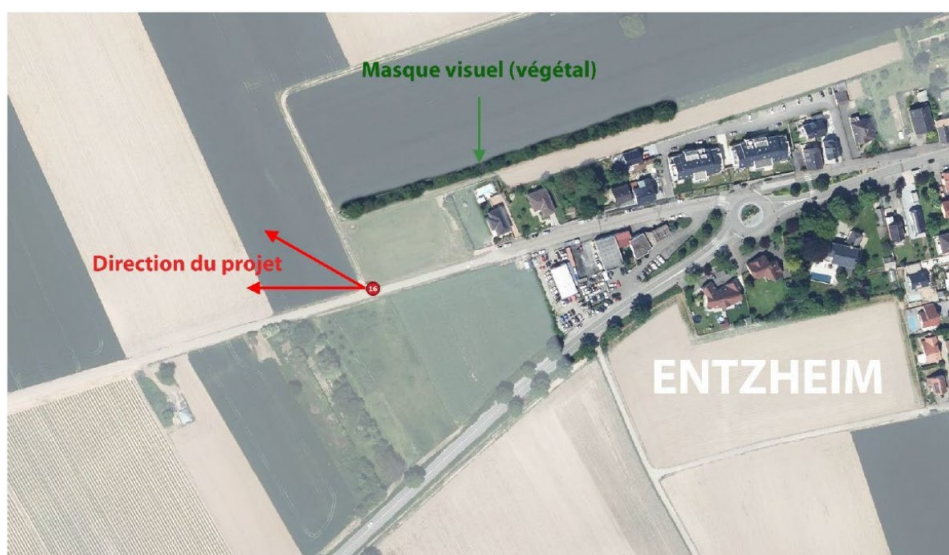 Masque visuel (végétal)
Direction du projet
16
ENTZHEIM